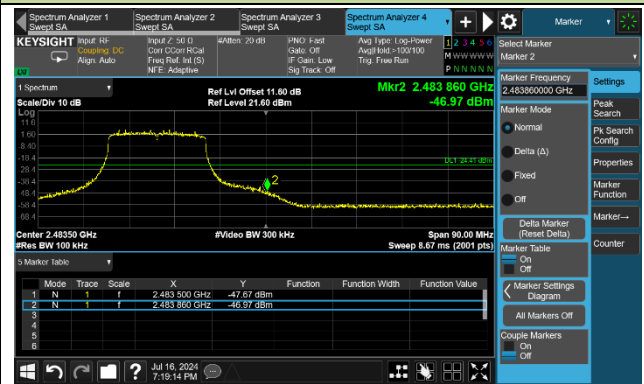 Spectrum Analyzer 1
Swept SA
Spectrum Analyzer 2
Swept SA
Spectrum Analyzer 3
Swept SA
Spectrum Analyzer 4
Swept SA
Marker
KEYSIGHT
Input: RF
Coupling: DC
Align: Auto
Input Z: 50 Ω
Corr CCorr RCal
Freq Ref: Int (S)
NFE: Adaptive
#Atten: 20 dB
PNO: Fast
Gate: Off
IF Gain: Low
Sig Track: Off
Avg Type: Log-Power
Avg|Hold:>100/100
Trig: Free Run
1 2 3 4 5 6
M W W W W W
P N N N N N
Select Marker
Marker 2
1 Spectrum
Scale/Div 10 dB
Log
Ref Lvl Offset 11.60 dB
Ref Level 21.60 dBm
Mkr2 2.483 860 GHz
-46.97 dBm
11.6
1.60
-8.40
-18.4
-28.4
-38.4
-48.4
-58.4
-68.4
2
Center 2.48350 GHz
#Res BW 100 kHz
#Video BW 300 kHz
Span 90.00 MHz
Sweep 8.67 ms (2001 pts)
5 Marker Table
Mode Trace Scale X Y Function Function Width Function Value
1 N 1 f 2.483 500 GHz -47.67 dBm
2 N 1 f 2.483 860 GHz -46.97 dBm
3
4
5
6
Marker Frequency
2.483860000 GHz
Marker Mode
Normal
Delta (Δ)
Fixed
Off
Delta Marker
(Reset Delta)
Marker Table
On
Off
Marker Settings
Diagram
All Markers Off
Couple Markers
On
Off
Settings
Peak
Search
Pk Search
Config
Properties
Marker
Function
Marker→
Counter
Jul 16, 2024
7:19:14 PM